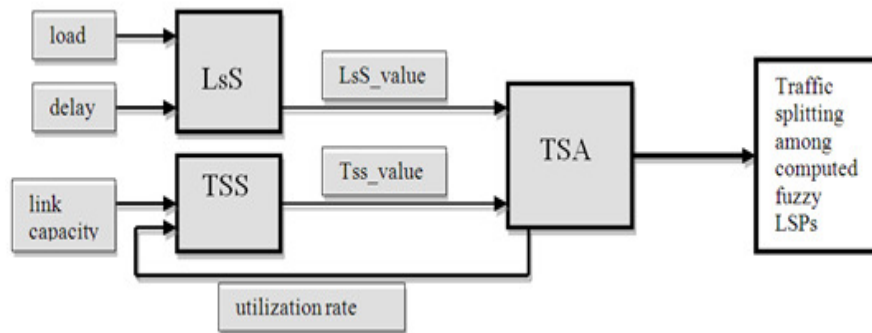 load
LsS
LsS_value
delay
TSA
Traffic
splitting
among
computed
fuzzy
LSPs
TSS
Tss_value
link
capacity
utilization rate